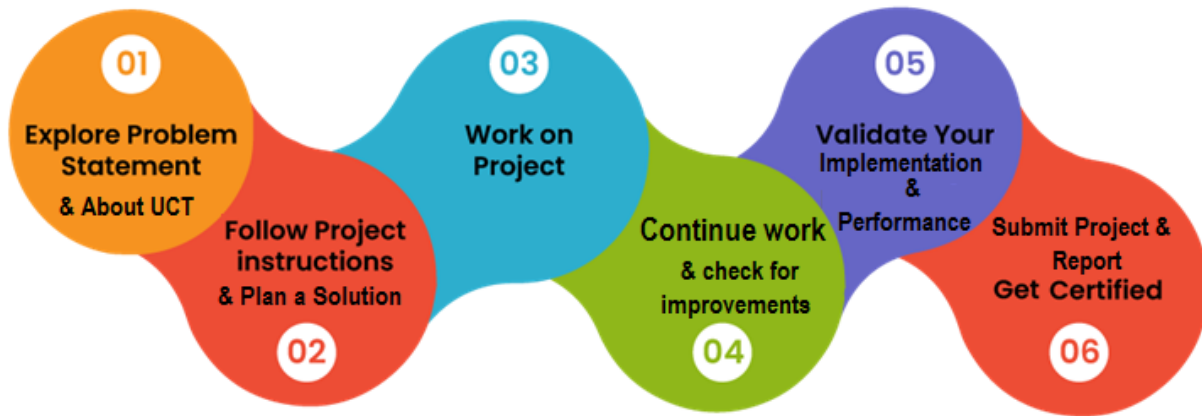 01
Explore Problem
Statement
& About UCT
Follow Project
instructions
& Plan a Solution
02
03
Work on
Project
Continue work
& check for
improvements
04
05
Validate Your
Implementation
&
Performance
Submit Project &
Report
Get Certified
06